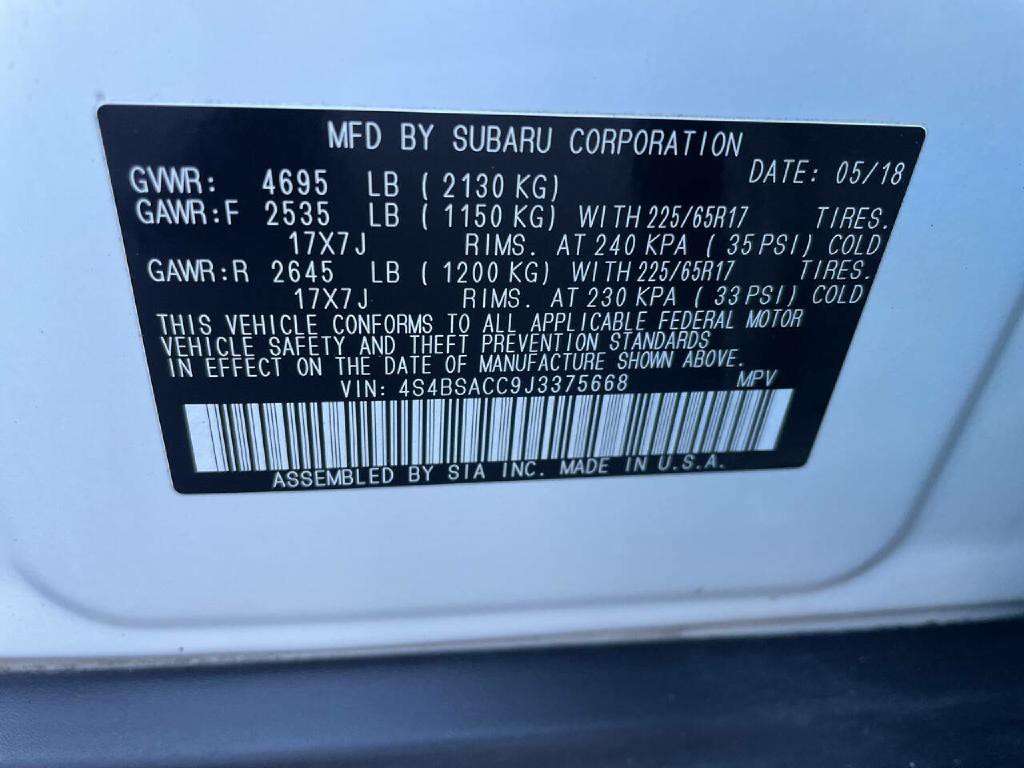 MFD BY SUBARU CORPORATION
DATE: 05/18
GVWR: 4695 LB ( 2130 KG)
GAWR:F 2535 LB ( 1150 KG) WITH 225/65R17 TIRES.
17X7J RIMS. AT 240 KPA ( 35 PSI) COLD
GAWR:R 2645 LB ( 1200 KG) WITH 225/65R17 TIRES.
17X7J RIMS. AT 230 KPA ( 33 PSI) COLD
THIS VEHICLE CONFORMS TO ALL APPLICABLE FEDERAL MOTOR
VEHICLE SAFETY AND THEFT PREVENTION STANDARDS
IN EFFECT ON THE DATE OF MANUFACTURE SHOWN ABOVE.
VIN: 4S4BSACC9J3375668 MPV
ASSEMBLED BY SIA INC. MADE IN U.S.A.